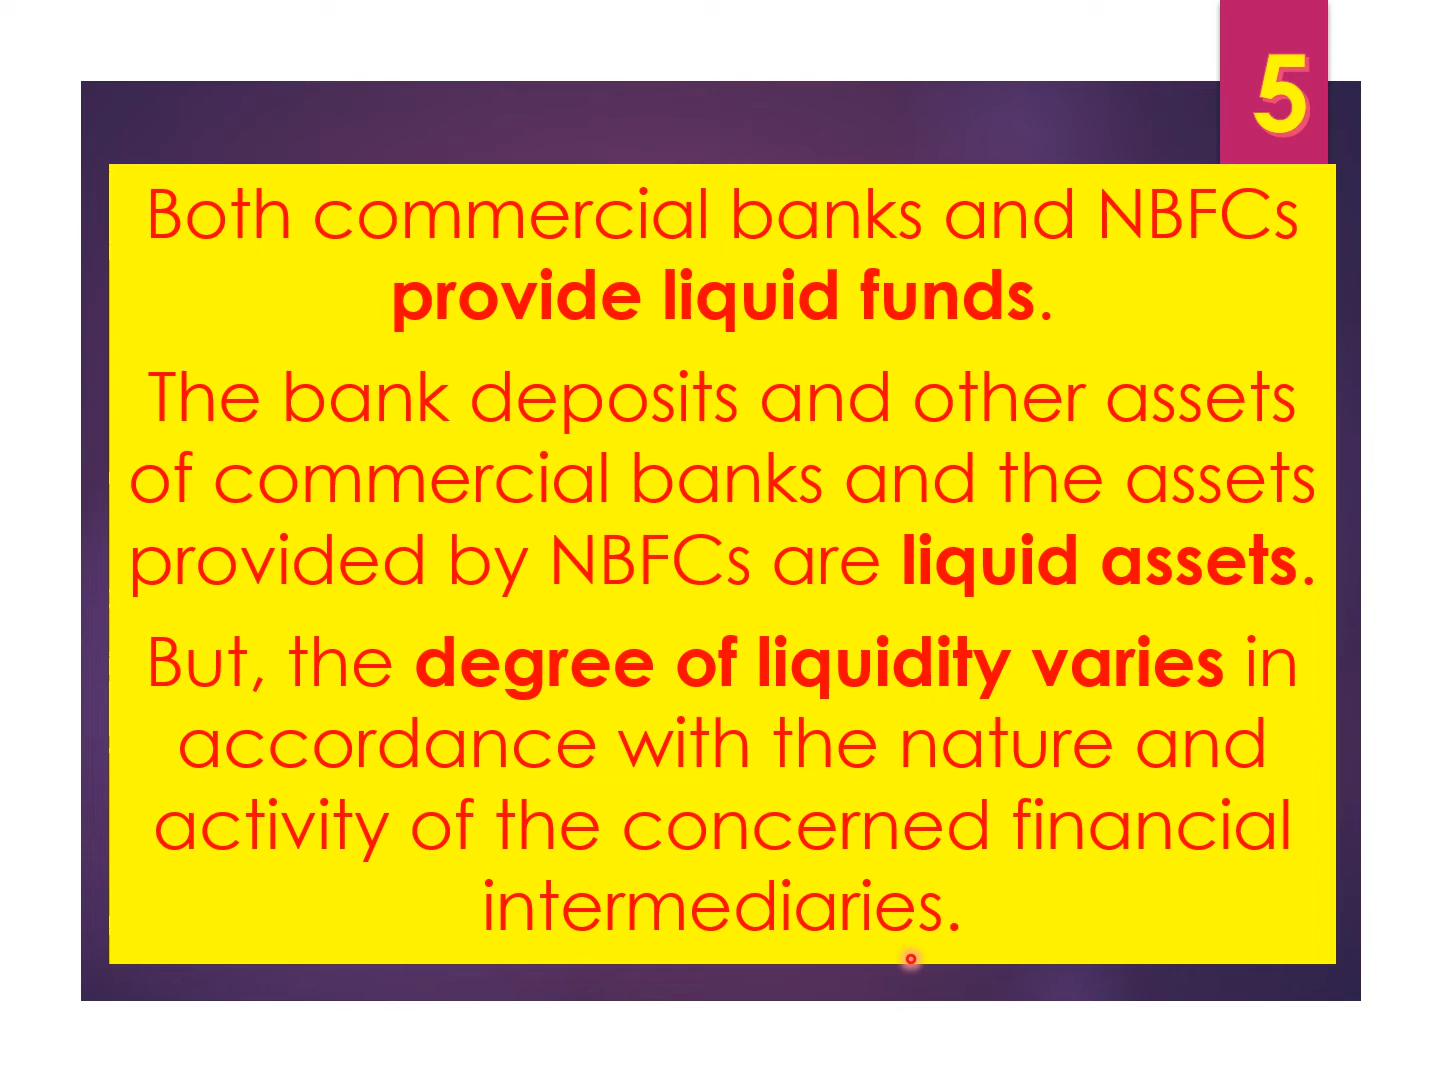 5
Both commercial banks and NBFCs
provide liquid funds.
The bank deposits and other assets
of commercial banks and the assets
provided by NBFCs are liquid assets.
But, the degree of liquidity varies in
accordance with the nature and
activity of the concerned financial
intermediaries.